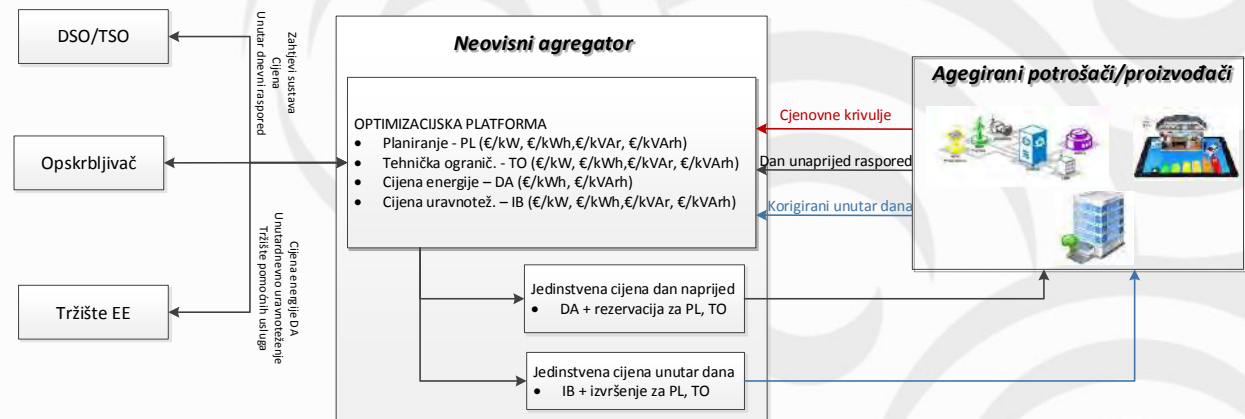 DSO/TSO
Opskrbljivač
Tržište EE
Zahtjevi sustava
Cijena
Unutar dnevni raspored
Cijena energije DA
Unutardnevno uravnoteženje
Tržište pomoćnih usluga
Neovisni agregator
OPTIMIZACIJSKA PLATFORMA
• Planiranje - PL (€/kW, €/kWh,€/kVAr, €/kVArh)
• Tehnička ogranič. - TO (€/kW, €/kWh,€/kVAr, €/kVArh)
• Cijena energije – DA (€/kWh, €/kVArh)
• Cijena uravnotež. – IB (€/kW, €/kWh,€/kVAr, €/kVArh)
Jedinstvena cijena dan naprijed
• DA + rezervacija za PL, TO
Jedinstvena cijena unutar dana
• IB + izvršenje za PL, TO
Cjenovne krivulje
Dan unaprijed raspored
Korigirani unutar dana
Agegirani potrošači/proizvođači